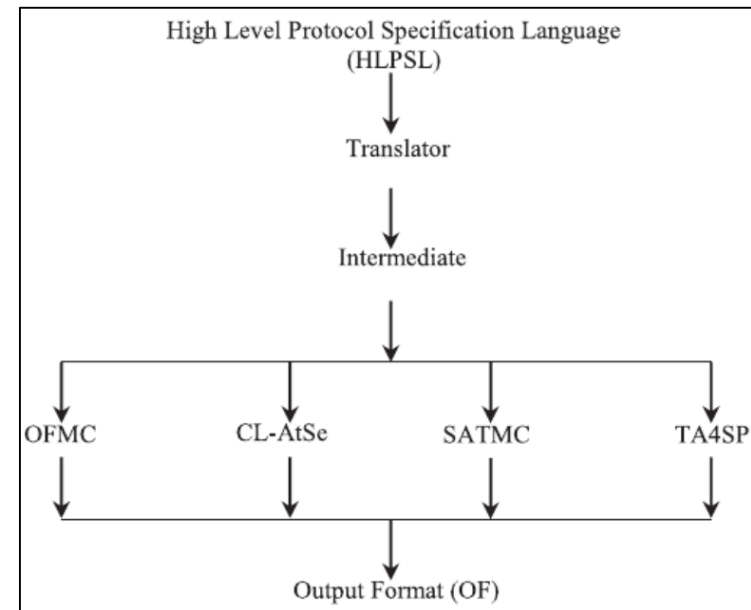 High Level Protocol Specification Language
(HLPSL)
Translator
Intermediate
OFMC CL-AtSe SATMC TA4SP
Output Format (OF)